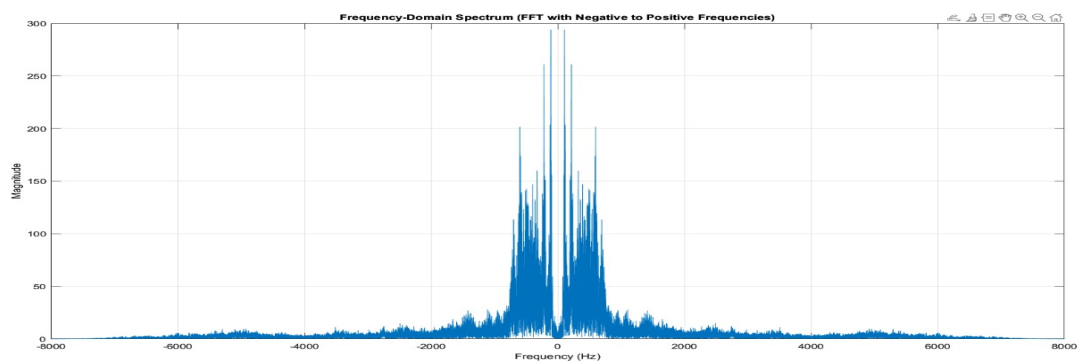 Frequency-Domain Spectrum (FFT with Negative to Positive Frequencies)
300
250
200
150
100
50
0
Magnitude
-8000 -6000 -4000 -2000 0 2000 4000 6000 8000
Frequency (Hz)